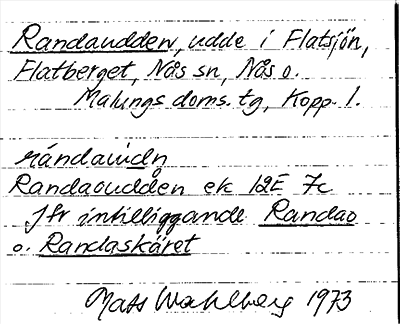 Randaudden, udde i Flatsjön,
Flatberget, Nås sn, Nås o.
Malungs doms. tg, Kopp. l.
Randaoudden ek 12E 7c
Jfr intilliggande Randao
o. Randaskäret
Mats Wahlberg 1973